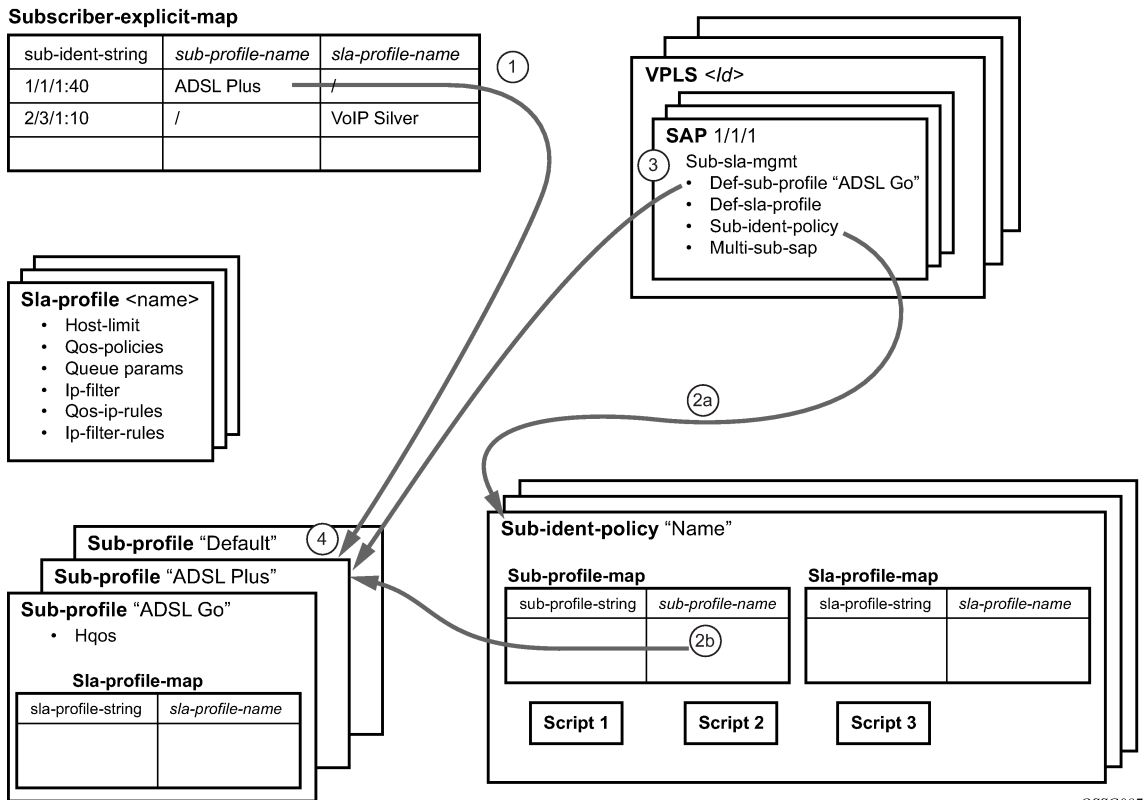 Subscriber-explicit-map
sub-ident-string sub-profile-name sla-profile-name
1/1/1:40 ADSL Plus /
2/3/1:10 / VoIP Silver
1
VPLS <Id>
SAP 1/1/1
3
Sub-sla-mgmt
• Def-sub-profile “ADSL Go”
• Def-sla-profile
• Sub-ident-policy
• Multi-sub-sap
Sla-profile <name>
• Host-limit
• Qos-policies
• Queue params
• Ip-filter
• Qos-ip-rules
• Ip-filter-rules
2a
Sub-profile “Default”
4
Sub-profile “ADSL Plus”
Sub-profile “ADSL Go”
• Hqos
Sla-profile-map
sla-profile-string sla-profile-name
Sub-ident-policy “Name”
Sub-profile-map
sub-profile-string sub-profile-name
2b
Sla-profile-map
sla-profile-string sla-profile-name
Script 1
Script 2
Script 3